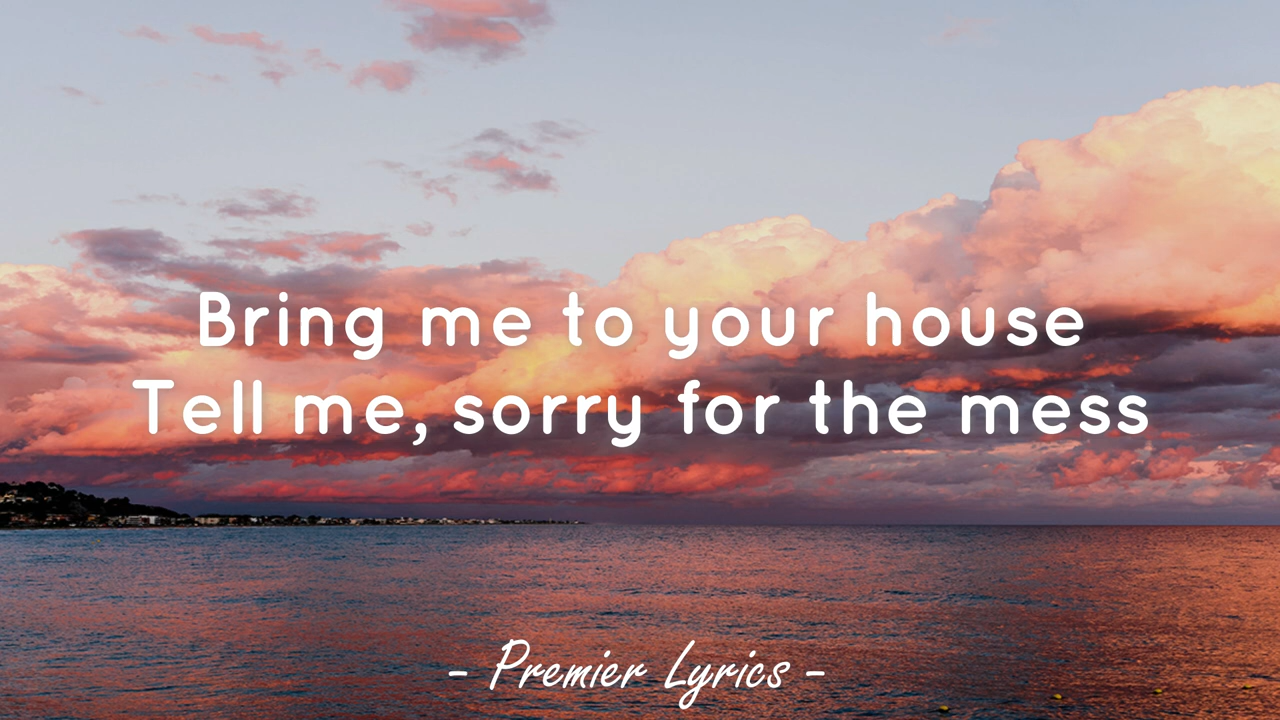 Bring me to your house
Tell me, sorry for the mess
- Premier Lyrics -